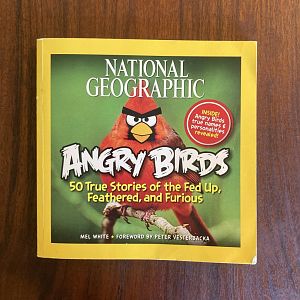 NATIONAL
GEOGRAPHIC
INSIDE!
Angry Birds
true names &
personalities
revealed!
ANGRY BIRDS
50 True Stories of the Fed Up,
Feathered, and Furious
MEL WHITE • FOREWORD BY PETER VESTERBACKA